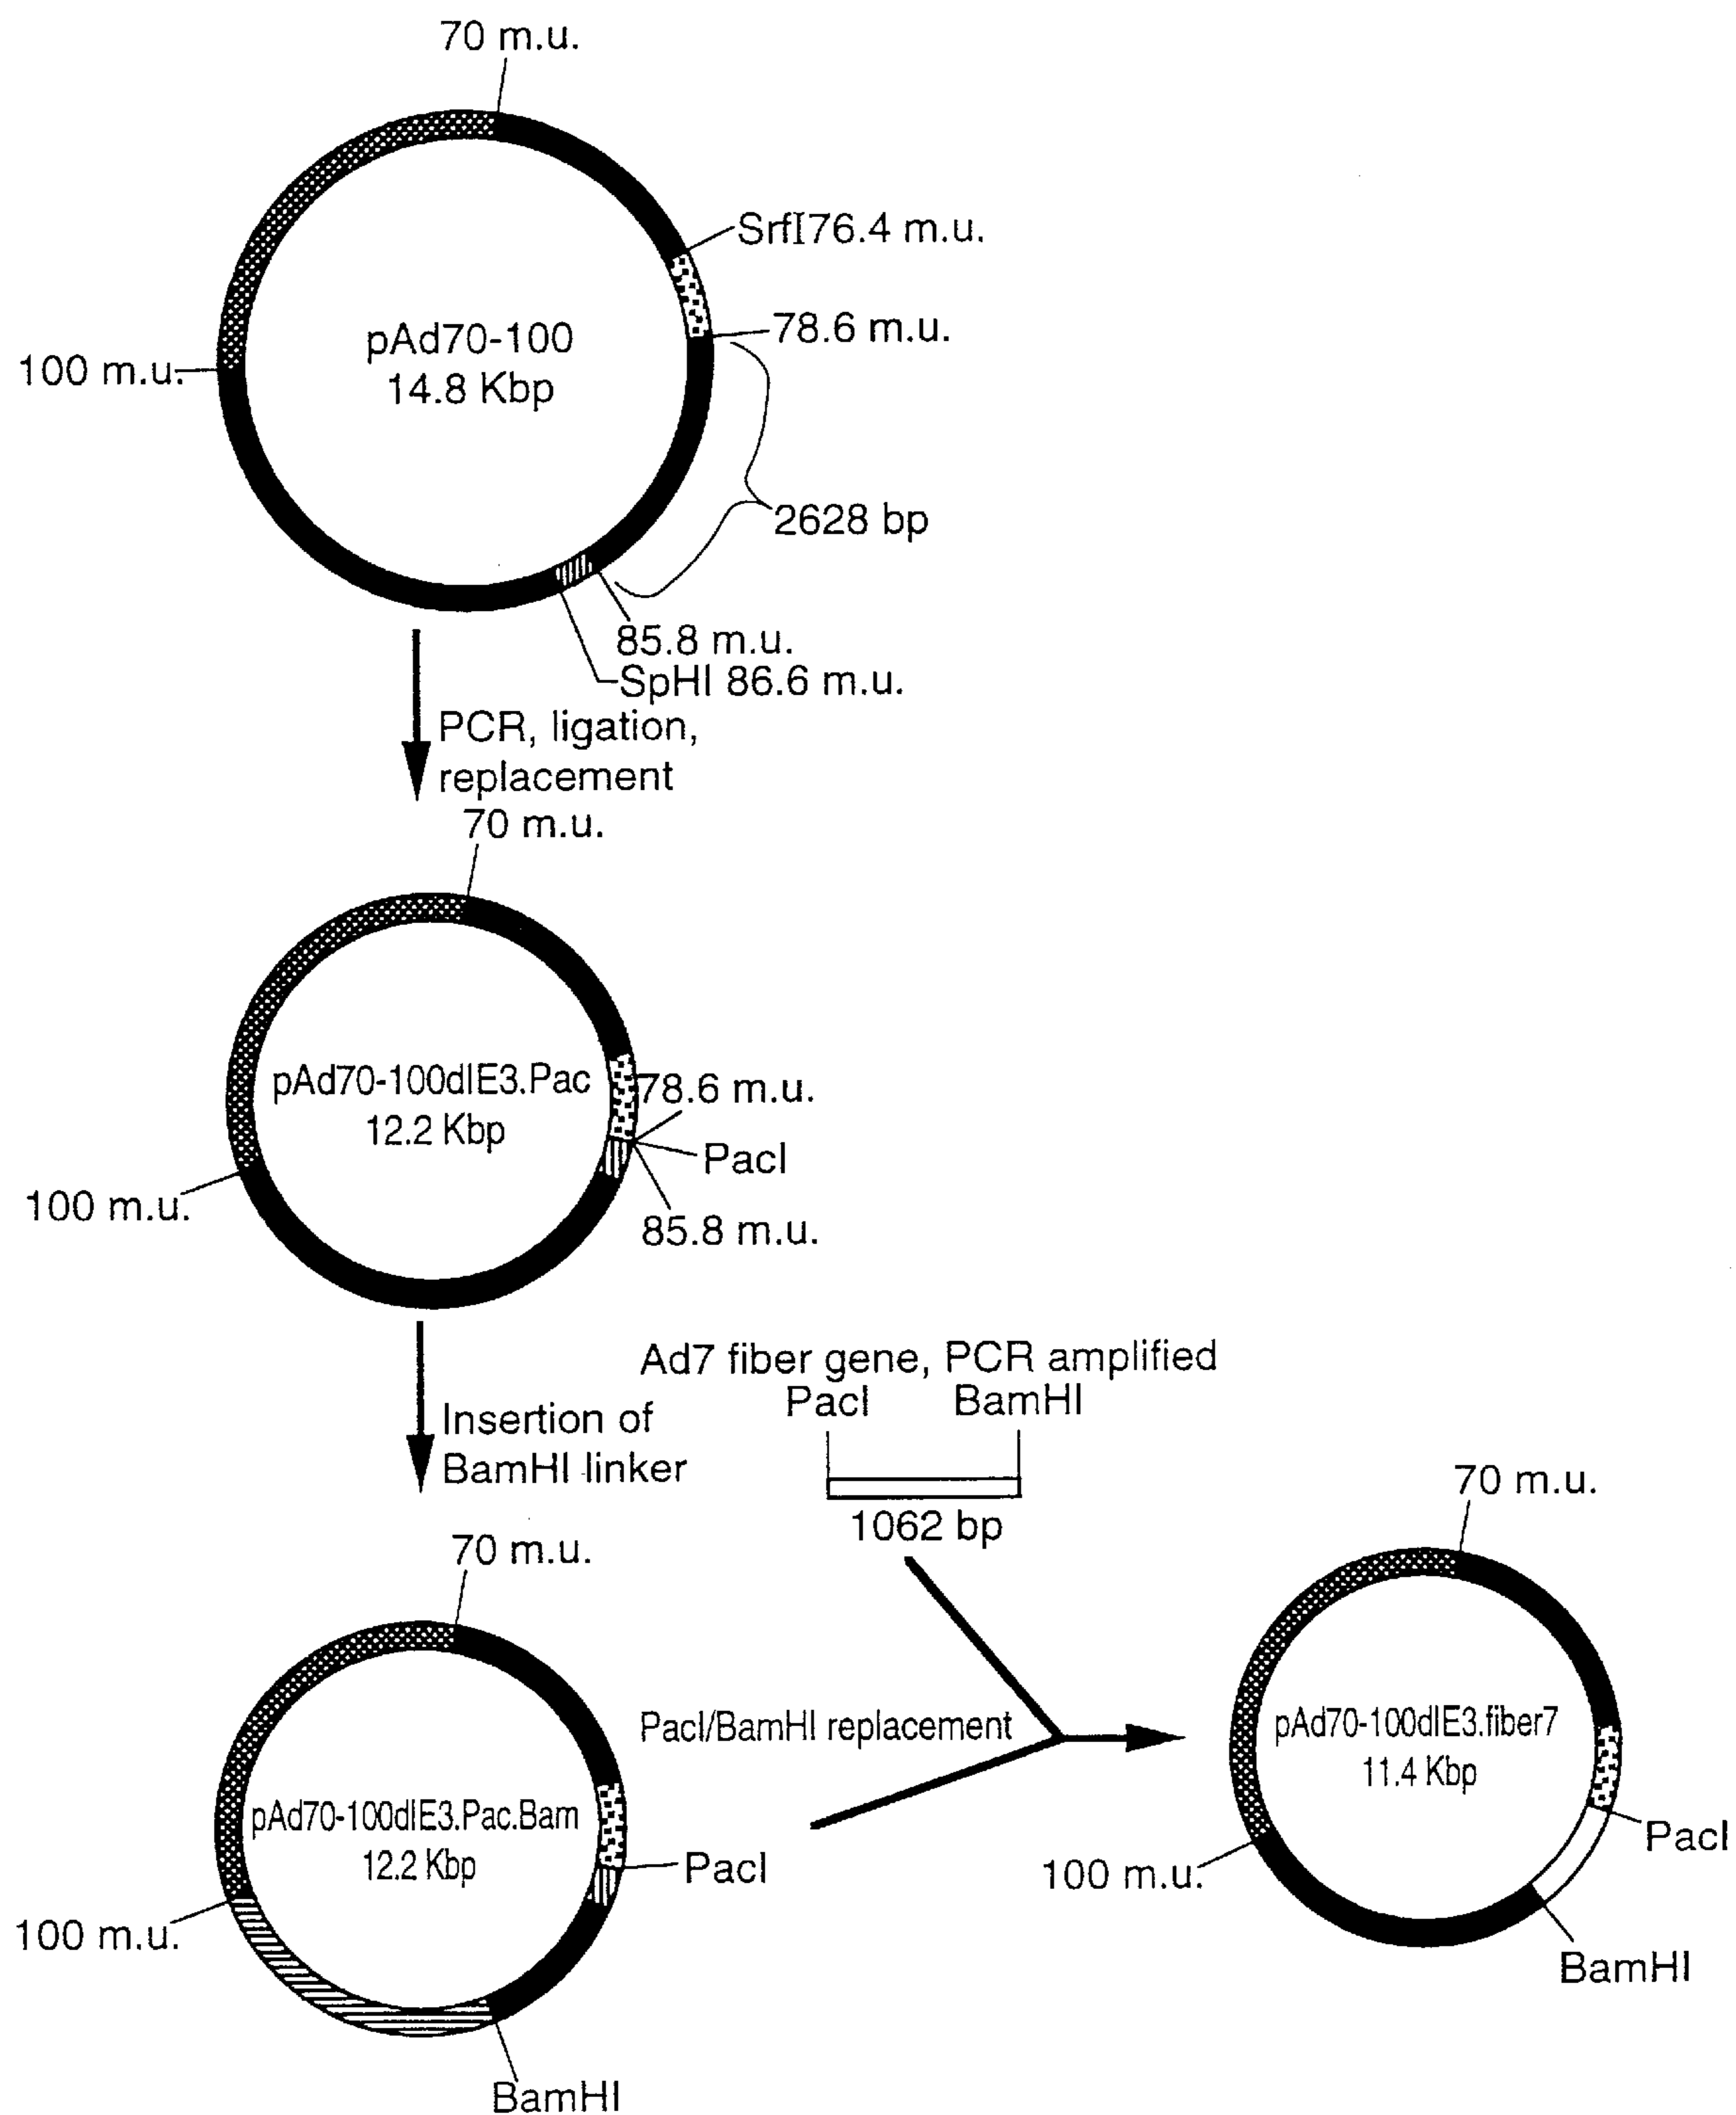 70 m.u.
SrfI76.4 m.u.
78.6 m.u.
pAd70-100
14.8 Kbp
100 m.u.
2628 bp
85.8 m.u.
SpHI 86.6 m.u.
PCR, ligation,
replacement
70 m.u.
pAd70-100dlE3.Pac
12.2 Kbp
78.6 m.u.
PacI
100 m.u.
85.8 m.u.
Ad7 fiber gene, PCR amplified
PacI BamHI
Insertion of
BamHI linker
1062 bp
70 m.u.
70 m.u.
PacI/BamHI replacement
pAd70-100dlE3.fiber7
11.4 Kbp
pAd70-100dlE3.Pac.Bam
12.2 Kbp
PacI
PacI
100 m.u.
100 m.u.
BamHI
BamHI